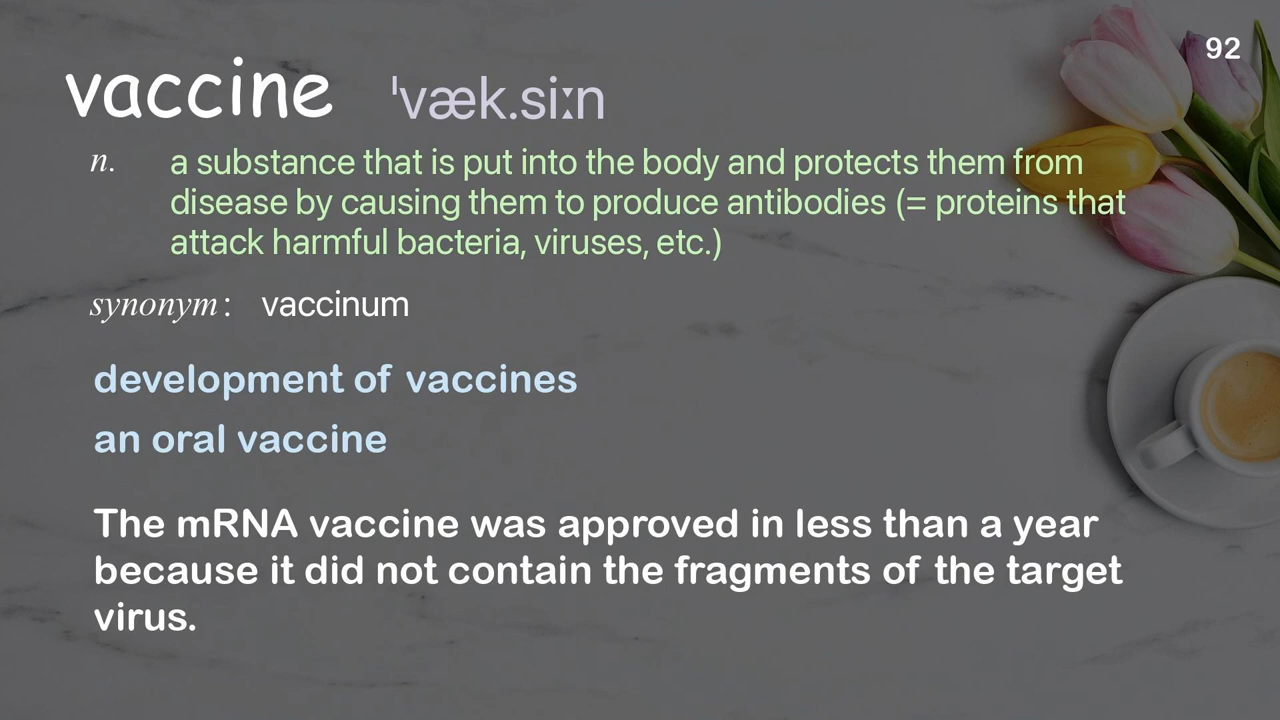 92
vaccine ˈvæk.siːn
n. a substance that is put into the body and protects them from
disease by causing them to produce antibodies (= proteins that
attack harmful bacteria, viruses, etc.)
synonym: vaccinum
development of vaccines
an oral vaccine
The mRNA vaccine was approved in less than a year
because it did not contain the fragments of the target
virus.